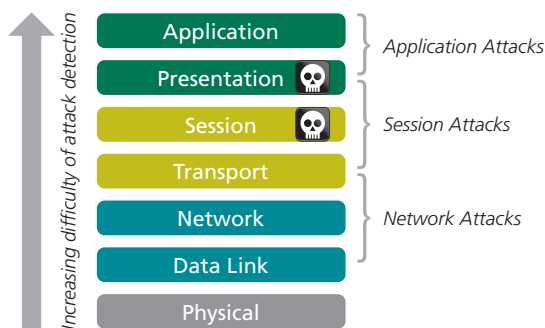 Increasing difficulty of attack detection
Application
Presentation
Session
Transport
Network
Data Link
Physical
Application Attacks
Session Attacks
Network Attacks